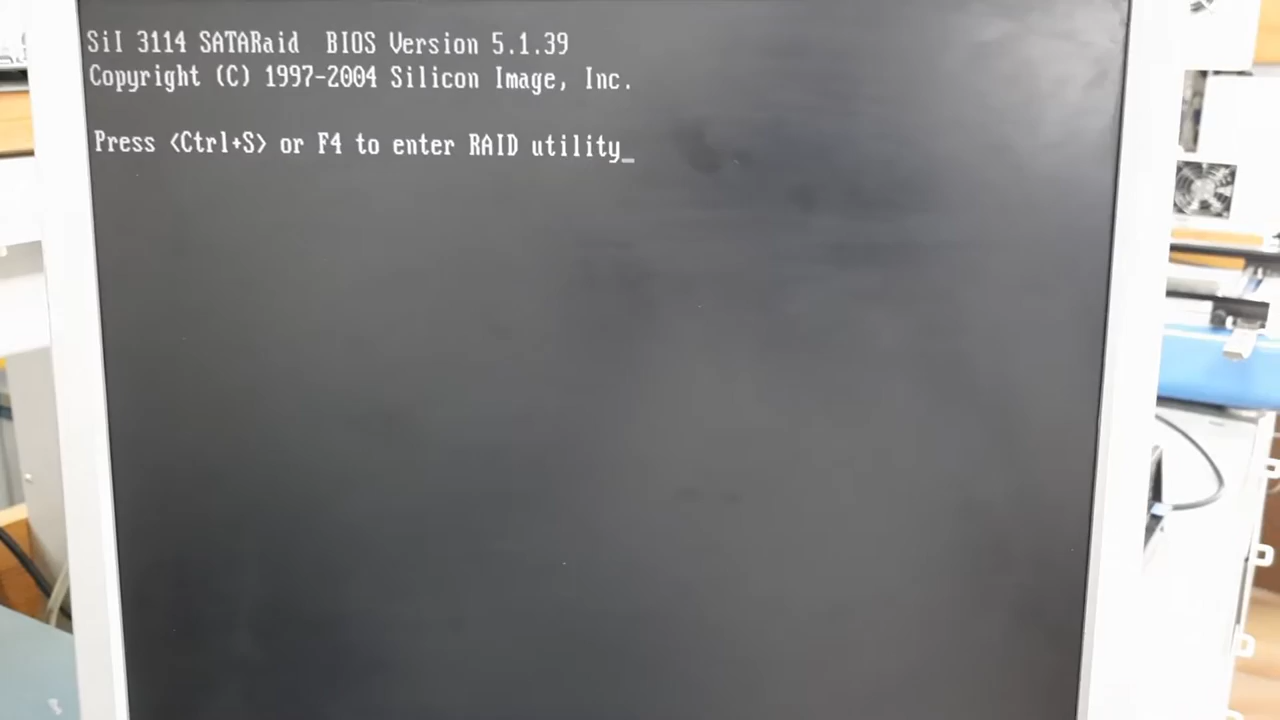 SiI 3114 SATARaid BIOS Version 5.1.39
Copyright (C) 1997-2004 Silicon Image, Inc.
Press <Ctrl+S> or F4 to enter RAID utility_